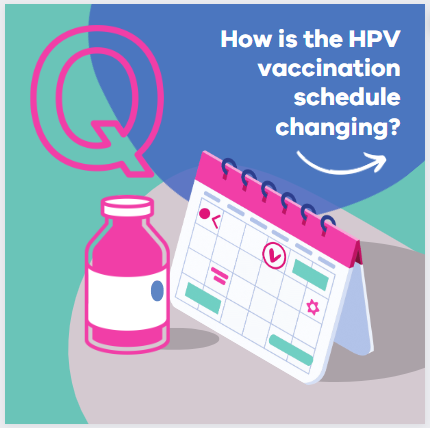 Q
How is the HPV
vaccination
schedule
changing?